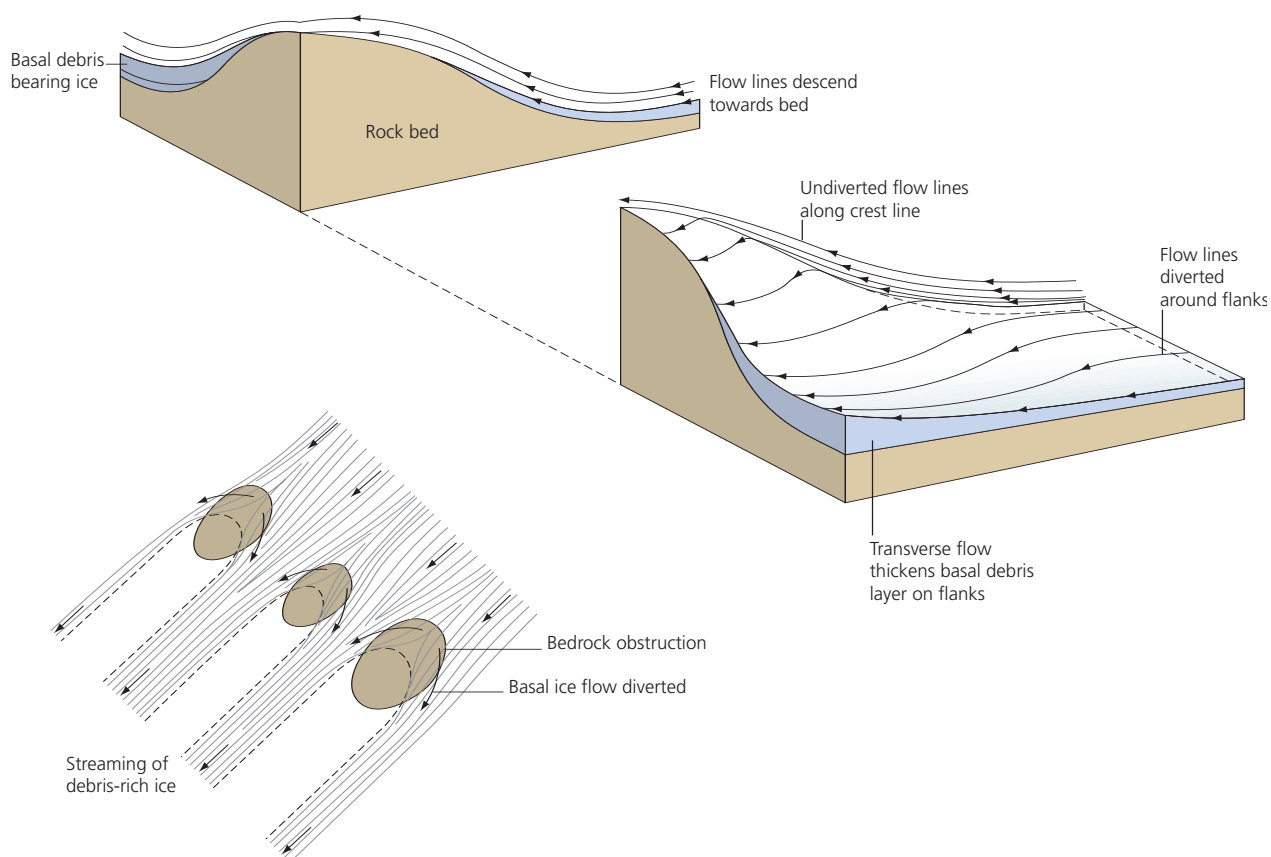 Basal debris
bearing ice
Flow lines descend
towards bed
Rock bed
Undiverted flow lines
along crest line
Flow lines
diverted
around flanks
Transverse flow
thickens basal debris
layer on flanks
Bedrock obstruction
Basal ice flow diverted
Streaming of
debris-rich ice